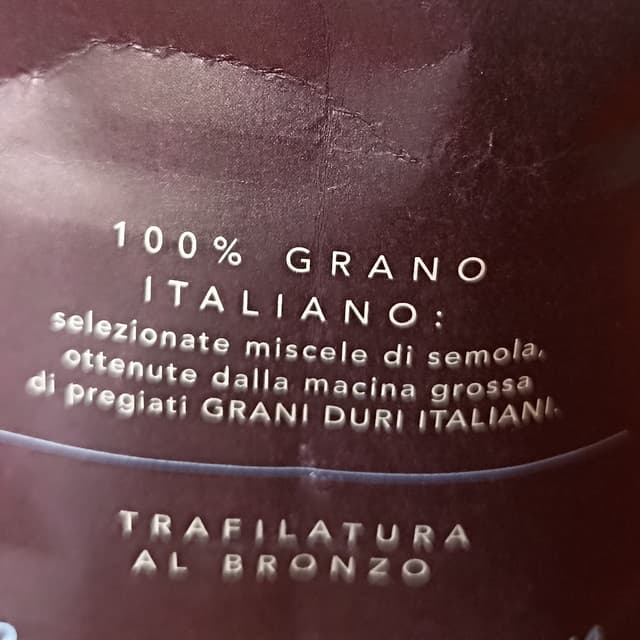 100% GRANO
ITALIANO:
selezionate miscele di semola,
ottenute dalla macina grossa
di pregiati GRANI DURI ITALIANI.
TRAFILATURA
AL BRONZO